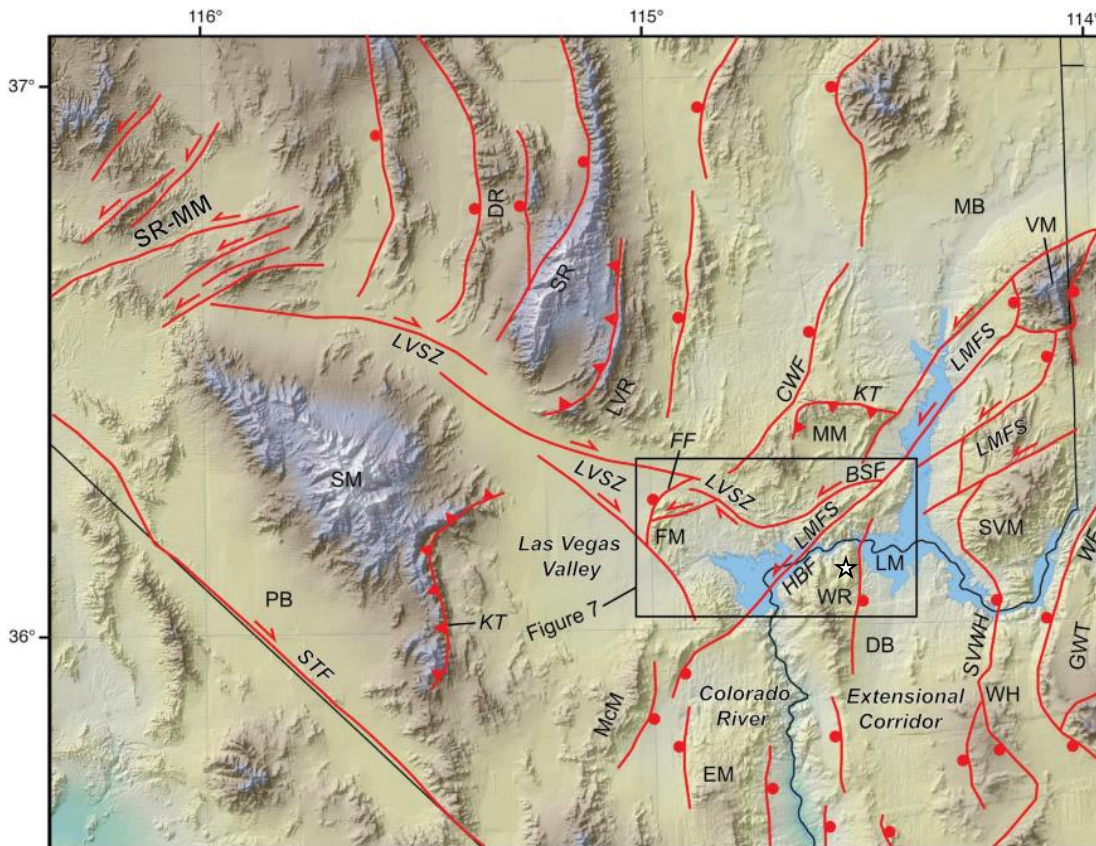 116°
115°
114°
37°
MB
VM
DR
SR-MM
SR
LVSZ
LMFS
LVR
CWF
KT
MM
LMFS
FF
SM
BSF
LVSZ
LVSZ
SVM
FM
LMFS
Las Vegas
Valley
LM
HBF
WR
WF
36°
PB
KT
Figure 7
DB
GWT
STF
SVWH
McM
Colorado
River
Extensional
Corridor
WH
EM